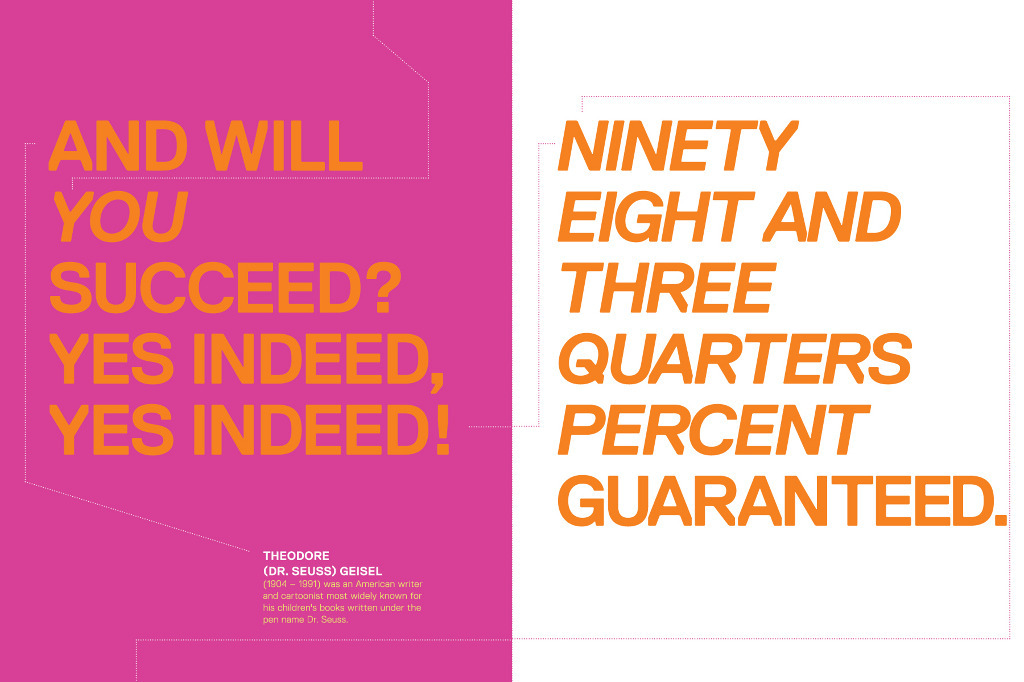 AND WILL
YOU
SUCCEED?
YES INDEED,
YES INDEED!
THEODORE
(DR. SEUSS) GEISEL
(1904 – 1991) was an American writer
and cartoonist most widely known for
his children's books written under the
pen name Dr. Seuss.
NINETY
EIGHT AND
THREE
QUARTERS
PERCENT
GUARANTEED.